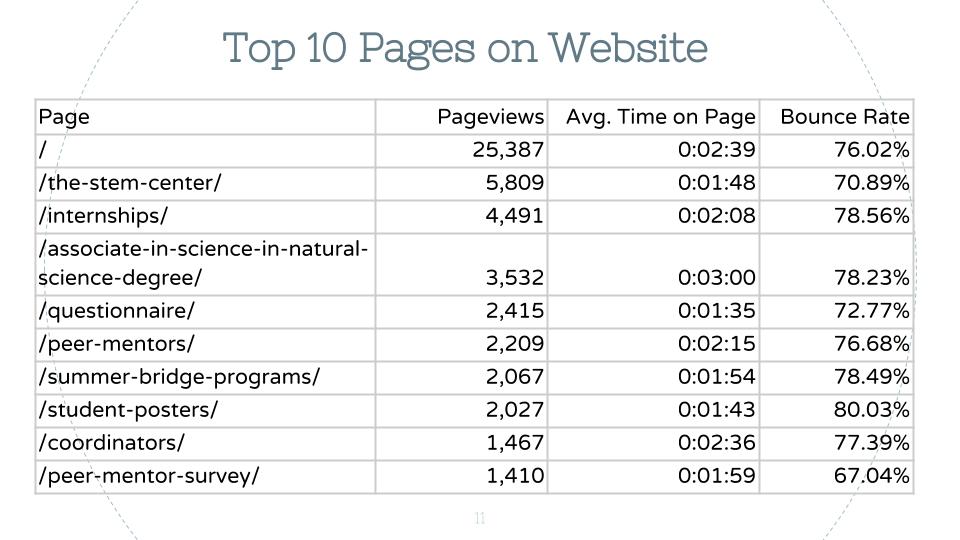 Top 10 Pages on Website
Page Pageviews Avg. Time on Page Bounce Rate
/ 25,387 0:02:39 76.02%
/the-stem-center/ 5,809 0:01:48 70.89%
/internships/ 4,491 0:02:08 78.56%
/associate-in-science-in-natural-
science-degree/ 3,532 0:03:00 78.23%
/questionnaire/ 2,415 0:01:35 72.77%
/peer-mentors/ 2,209 0:02:15 76.68%
/summer-bridge-programs/ 2,067 0:01:54 78.49%
/student-posters/ 2,027 0:01:43 80.03%
/coordinators/ 1,467 0:02:36 77.39%
/peer-mentor-survey/ 1,410 0:01:59 67.04%
11